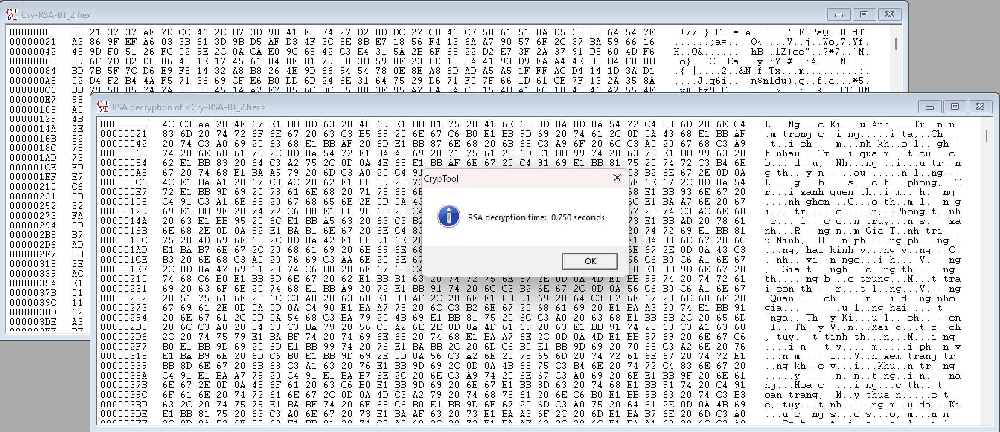 Cry-RSA-BT_2.hex
00000000 03 21 37 37 AF 7D CC 46 2E B7 3D 98 41 F3 F4 27 D2 0D DC 27 C0 46 CF 50 61 51 0A D5 38 05 64 54 7F .!77.}.F..=.A..'...'.F.PaQ..8.dT.
00000021 A3 86 9F EF A6 03 3B 61 3D 9B D5 AF D3 4F 3C 8E 8B E7 18 56 F4 13 6A A7 90 57 6F 2C 37 BA 59 66 16 ......;a=....O<....V..j..Wo,7.Yf.
00000042 48 9D F0 51 26 FC 02 9E 2C 0A CA E0 9C 68 42 C3 E4 31 5A 2B 6F 65 22 D2 E7 3F 2A 37 91 D5 60 4D F6 H..Q&...,....hB..1Z+oe"..?*7..`M.
00000063 89 6F 7D B2 DB 86 43 1E 17 45 61 84 0E 01 79 08 3B 59 0F 23 BD 10 3A 41 93 D9 EA A4 4E B0 B4 F0 0B .o}...C..Ea...y.;Y.#..:A....N....
00000084 BD 7B 5F 7C D6 E9 F5 14 32 A8 B8 26 4E 9D 66 94 54 78 0E 8E A8 6D AD A5 A5 1F FF AC D4 14 1D 3A D1 .{_|....2..&N.f.Tx...m.........:.
000000A5 02 D4 F2 B4 4A F5 71 36 69 CF E6 B0 DD 6D 24 6E 31 64 75 29 D6 71 F0 7F 66 1D 61 CE 7F 13 2A 35 8A ....J.q6i....m$n1du).q..f.a...*5.
000000C6 BB 79 58 85 74 7A 39 85 45 1A A2 F7 85 6C DC 85 88 3E 95 A7 B4 3A C9 15 4B A1 FC 18 45 46 A2 55 4E .yX.tz9.E....l...>...:..K...EF.UN
000000E7 95
00000108 A0
00000129 4B
0000014A 2E
0000016B 82
0000018C 78
000001AD 73
000001CE FD
000001EF E7
00000210 C6
00000231 8B
00000252 32
00000273 FA
00000294 8D
000002B5 B7
000002D6 AD
000002F7 8B
00000318 3E
00000339 AC
0000035A E1
0000037B 01
0000039C 11
000003BD 62
000003DE A3
RSA decryption of <Cry-RSA-BT_2.hex>
00000000 4C C3 AA 20 4E 67 E1 BB 8D 63 20 4B 69 E1 BB 81 75 20 41 6E 68 0D 0A 0D 0A 54 72 C4 83 6D 20 6E C4 L.. Ng...c Ki...u Anh....Tr..m n.
00000021 83 6D 20 74 72 6F 6E 67 20 63 C3 B5 69 20 6E 67 C6 B0 E1 BB 9D 69 20 74 61 2C 0D 0A 43 68 E1 BB AF .m trong c..i ng.....i ta,..Ch...
00000042 20 74 C3 A0 69 20 63 68 E1 BB AF 20 6D E1 BB 87 6E 68 20 6B 68 C3 A9 6F 20 6C C3 A0 20 67 68 C3 A9 t..i ch... m...nh kh..o l.. gh..
00000063 74 20 6E 68 61 75 2E 0D 0A 54 72 E1 BA A3 69 20 71 75 61 20 6D E1 BB 99 74 20 63 75 E1 BB 99 63 20 t nhau...Tr...i qua m...t cu...c
00000084 62 E1 BB 83 20 64 C3 A2 75 2C 0D 0A 4E 68 E1 BB AF 6E 67 20 C4 91 69 E1 BB 81 75 20 74 72 C3 B4 6E b... d..u,..Nh...ng ..i...u tr..n
000000A5 67 20 74 68 E1 BA A5 79 20 6D C3 A0 20 C4 91 C3 B2 6E 67 2E 0D 0A g th...y m.. ..au ......n l..ng...
000000C6 4C E1 BA A1 20 67 C3 AC 20 62 E1 BB 89 20 73 6F 6E 67 2C 0D 0A 54 L... g.. b... s...c t.. phong,..T
000000E7 72 E1 BB 9D 69 20 78 61 6E 68 20 71 75 65 6E 68 E1 BB 93 6E 67 20 r...i xanh quen th..i m.. h...ng
00000108 C4 91 C3 A1 6E 68 20 67 68 65 6E 2E 0D 0A 43 6C E1 BA A7 6E 20 67 ....nh ghen...C...o th..m l...n g
00000129 69 E1 BB 9F 20 74 72 C6 B0 E1 BB 9B 63 20 C4 67 20 74 C3 AC 6E 68 i... tr.....c .....n,..Phong t..nh
0000014A 20 63 E1 BB 95 20 6C E1 BB A5 63 20 63 C3 B2 73 E1 BB AD 20 78 61 c... l...c c..n truy...n s... xa
0000016B 6E 68 2E 0D 0A 52 E1 BA B1 6E 67 20 6E C4 83 20 74 72 69 E1 BB 81 nh...R...ng n..m Gia T..nh tri...
0000018C 75 20 4D 69 6E 68 2C 0D 0A 42 E1 BB 91 6E 20 E1 BA B3 6E 67 20 6C u Minh,..B...n ph....ng ph...ng l
000001AD E1 BA B7 6E 67 2C 20 68 61 69 20 6B 69 6E 68 6E 67 2E 0D 0A 43 C3 ...ng, hai kinh v...ng v..ng...C.
000001CE B3 20 6E 68 C3 A0 20 76 69 C3 AA 6E 20 6E 67 56 C6 B0 C6 A1 6E 67 . nh.. vi..n ngo...i h... V....ng
000001EF 2C 0D 0A 47 69 61 20 74 C6 B0 20 6E 67 68 C4 B0 E1 BB 9D 6E 67 20 ,..Gia t.. ngh.. c..ng th.....ng
00000210 74 68 C6 B0 E1 BB 9D 6E 67 20 62 E1 BB B1 63 20 74 72 75 6E 67 2E 0D 0A 4D E1 BB 99 74 20 74 72 61 th.....ng b...c trung...M...t tra
00000231 69 20 63 6F 6E 20 74 68 E1 BB A9 20 72 E1 BB 91 74 20 6C C3 B2 6E 67 2C 0D 0A 56 C6 B0 C6 A1 6E 67 i con th... r...t l..ng,..V....ng
00000252 20 51 75 61 6E 20 6C C3 A0 20 63 68 E1 BB AF 2C 20 6E E1 BB 91 69 20 64 C3 B2 6E 67 20 6E 68 6F 20 Quan l.. ch..., n...i d..ng nho
00000273 67 69 61 2E 0D 0A 0D 0A C4 90 E1 BA A7 75 20 6C C3 B2 6E 67 20 68 61 69 20 E1 BA A3 20 74 E1 BB 91 gia..........u l..ng hai ... t...
00000294 20 6E 67 61 2C 0D 0A 54 68 C3 BA 79 20 4B 69 E1 BB 81 75 20 6C C3 A0 20 63 68 E1 BB 8B 2C 20 65 6D nga,..Th..y Ki...u l.. ch..., em
000002B5 20 6C C3 A0 20 54 68 C3 BA 79 20 56 C3 A2 6E 2E 0D 0A 4D 61 69 20 63 E1 BB 91 74 20 63 C3 A1 63 68 l.. Th..y V..n...Mai c...t c..ch
000002D6 2C 20 74 75 79 E1 BA BF 74 20 74 69 6E 68 20 74 68 E1 BA A7 6E 2C 0D 0A 4D E1 BB 97 69 20 6E 67 C6 , tuy...t tinh th...n,..M...i ng.
000002F7 B0 E1 BB 9D 69 20 6D E1 BB 99 74 20 76 E1 BA BB 2C 20 6D C6 B0 E1 BB 9D 69 20 70 68 C3 A2 6E 20 76 ....i m...t v..., m.....i ph..n v
00000318 E1 BA B9 6E 20 6D C6 B0 E1 BB 9D 69 2E 0D 0A 56 C3 A2 6E 20 78 65 6D 20 74 72 61 6E 67 20 74 72 E1 ...n m.....i...V..n xem trang tr.
00000339 BB 8D 6E 67 20 6B 68 C3 A1 63 20 76 E1 BB 9D 69 2C 0D 0A 4B 68 75 C3 B4 6E 20 74 72 C4 83 6E 67 20 ..ng kh..c v...i,..Khu..n tr..ng
0000035A C4 91 E1 BA A7 79 20 C4 91 E1 BA B7 6E 2C 20 6E C3 A9 74 20 6E 67 C3 A0 69 20 6E E1 BB 9F 20 6E 61 .....y .....n, n..t ng..i n... na
0000037B 6E 67 2E 0D 0A 48 6F 61 20 63 C6 B0 E1 BB 9D 69 20 6E 67 E1 BB 8D 63 20 74 68 E1 BB 91 74 20 C4 91 ng...Hoa c.....i ng...c th...t ..
0000039C 6F 61 6E 20 74 72 61 6E 67 2C 0D 0A 4D C3 A2 79 20 74 68 75 61 20 6E C6 B0 E1 BB 9B 63 20 74 C3 B3 oan trang,..M..y thua n.....c t..
000003BD 63 2C 20 74 75 79 E1 BA BF 74 20 6E 68 C6 B0 E1 BB 9D 6E 67 20 6D C3 A0 75 20 64 61 2E 0D 0A 4B 69 c, tuy...t nh.....ng m..u da...Ki
000003DE E1 BB 81 75 20 63 C3 A0 6E 67 20 73 E1 BA AF 63 20 73 E1 BA A3 6F 2C 20 6D E1 BA B7 6E 20 6D C3 A0 ...u c..ng s...c s...o, m...n m..
CrypTool
RSA decryption time: 0.750 seconds.
OK